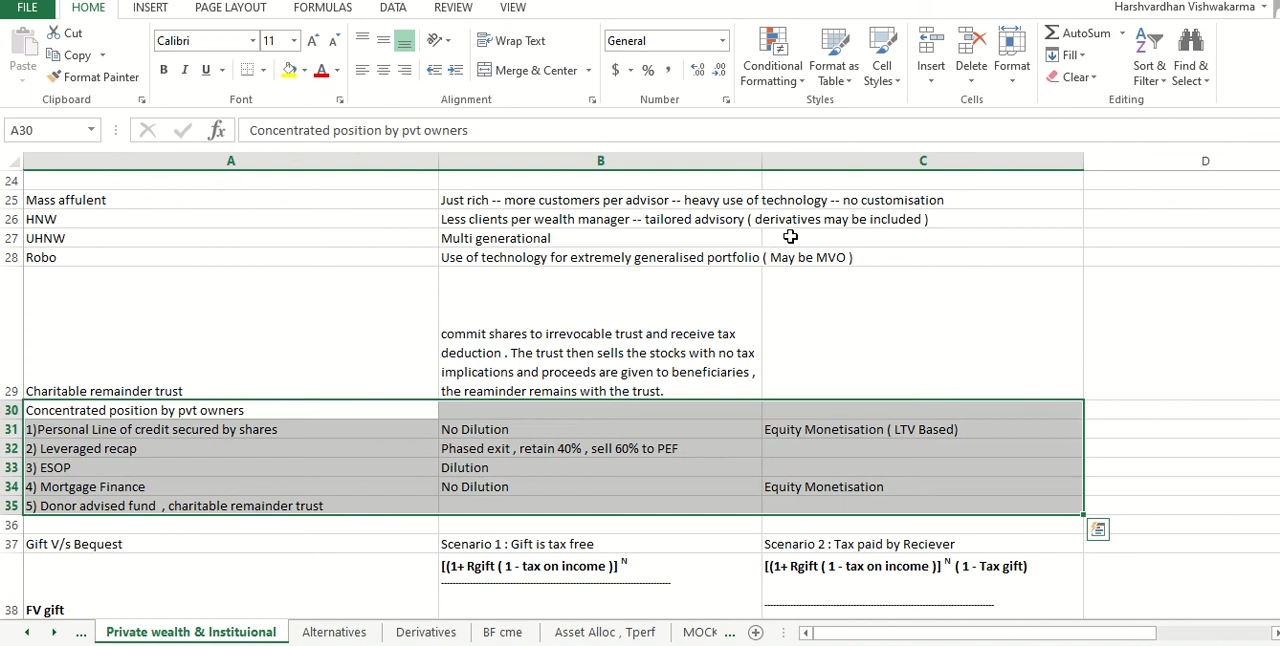 FILE HOME INSERT PAGE LAYOUT FORMULAS DATA REVIEW VIEW Harshvardhan Vishwakarma
Cut
Copy
Format Painter
Paste
Clipboard
Calibri 11
B I U
Font
Wrap Text
Merge & Center
Alignment
General
$ % ,
Number
Conditional Formatting
Format as Table
Cell Styles
Styles
Insert Delete Format
Cells
AutoSum
Fill
Clear
Sort & Filter
Find & Select
Editing
A30 fx Concentrated position by pvt owners
A B C D
24
25 Mass affulent Just rich -- more customers per advisor -- heavy use of technology -- no customisation
26 HNW Less clients per wealth manager -- tailored advisory ( derivatives may be included )
27 UHNW Multi generational
28 Robo Use of technology for extremely generalised portfolio ( May be MVO )
commit shares to irrevocable trust and receive tax
deduction . The trust then sells the stocks with no tax
implications and proceeds are given to beneficiaries ,
29 Charitable remainder trust the reaminder remains with the trust.
30 Concentrated position by pvt owners
31 1)Personal Line of credit secured by shares No Dilution Equity Monetisation ( LTV Based)
32 2) Leveraged recap Phased exit , retain 40% , sell 60% to PEF
33 3) ESOP Dilution
34 4) Mortgage Finance No Dilution Equity Monetisation
35 5) Donor advised fund , charitable remainder trust
36
37 Gift V/s Bequest Scenario 1 : Gift is tax free Scenario 2 : Tax paid by Reciever
[(1+ Rgift ( 1 - tax on income )] N [(1+ Rgift ( 1 - tax on income )] N ( 1 - Tax gift)
38 FV gift
... Private wealth & Instituional Alternatives Derivatives BF cme Asset Alloc , Tperf MOCK ...